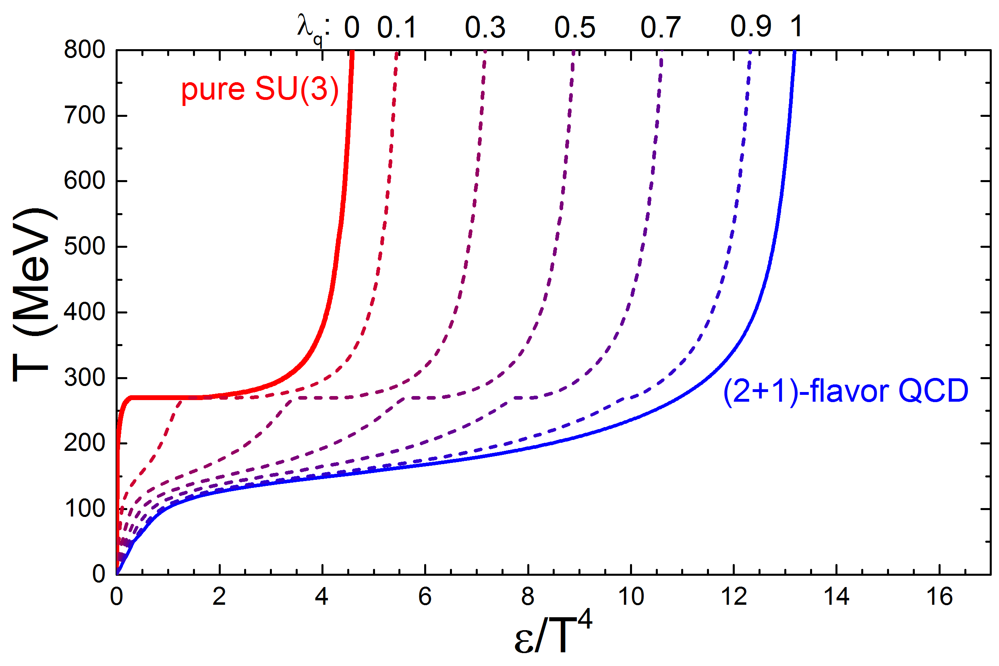 λq: 0 0.1 0.3 0.5 0.7 0.9 1
800
pure SU(3)
700
600
500
T (MeV)
400
300
(2+1)-flavor QCD
200
100
0
0 2 4 6 8 10 12 14 16
ε/T⁴